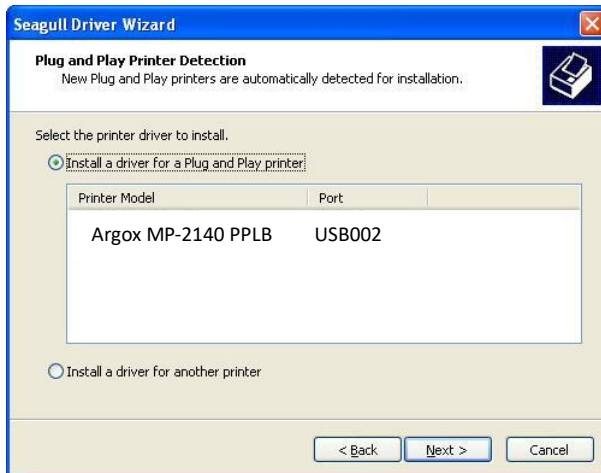 Seagull Driver Wizard
Plug and Play Printer Detection
New Plug and Play printers are automatically detected for installation.
Select the printer driver to install.
Install a driver for a Plug and Play printer
Printer Model Port
Argox MP-2140 PPLB USB002
Install a driver for another printer
< Back Next > Cancel